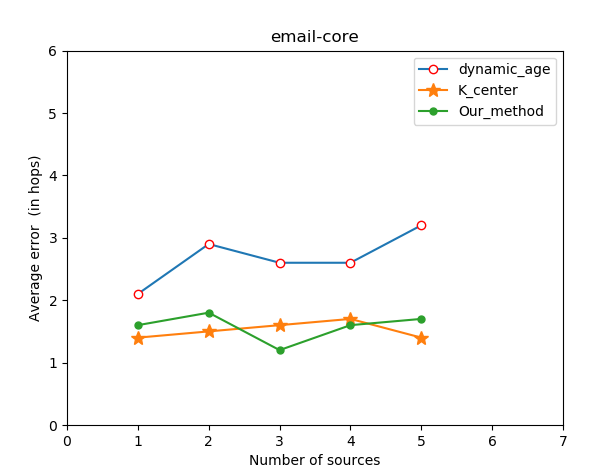 email-core
dynamic_age
K_center
Our_method
Average error  (in hops)
6
5
4
3
2
1
0
0 1 2 3 4 5 6 7
Number of sources